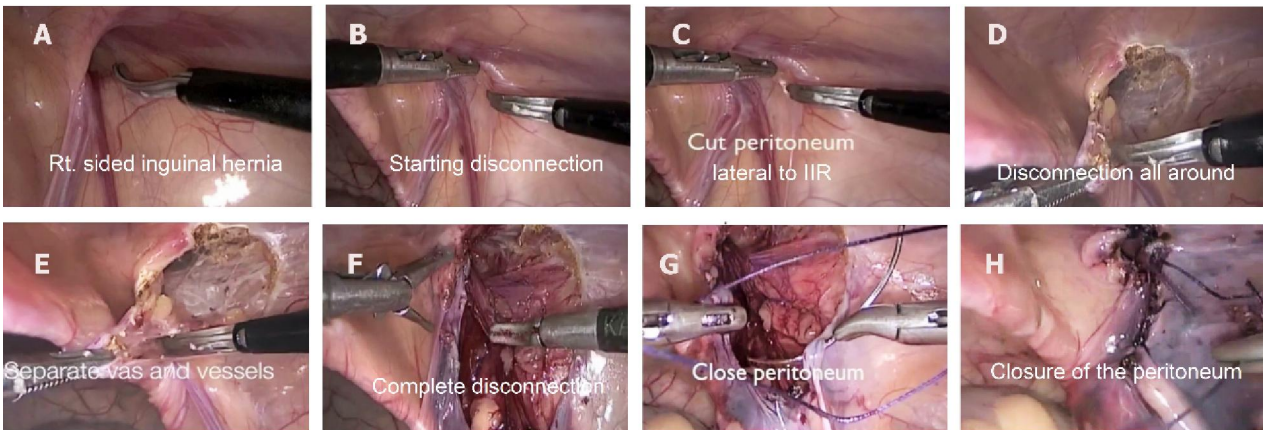 A
Rt. sided inguinal hernia
B
Starting disconnection
C
Cut peritoneum
lateral to IIR
D
Disconnection all around
E
Separate vas and vessels
F
Complete disconnection
G
Close peritoneum
H
Closure of the peritoneum